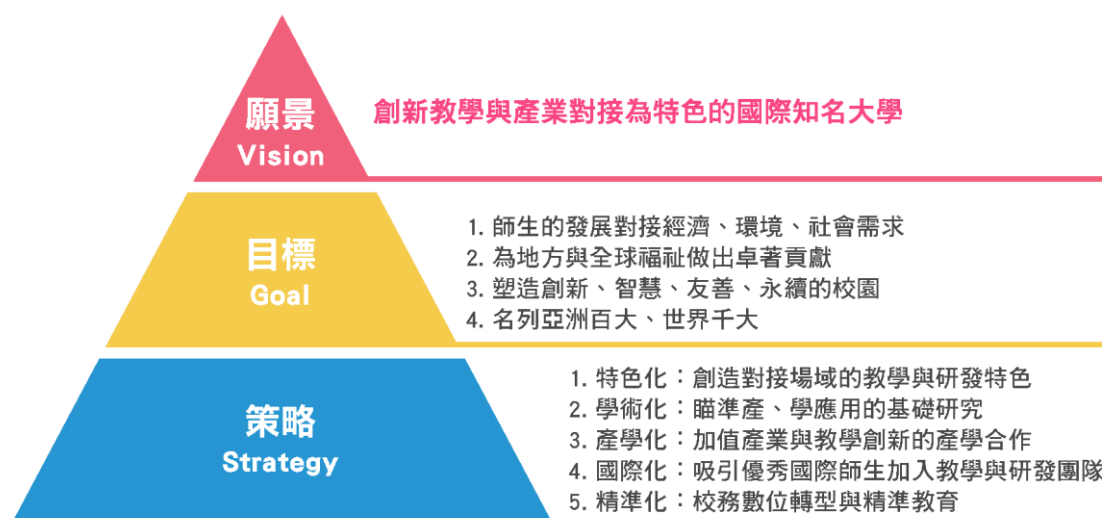 願景
Vision
創新教學與產業對接為特色的國際知名大學
目標
Goal
1. 師生的發展對接經濟、環境、社會需求
2. 為地方與全球福祉做出卓著貢獻
3. 塑造創新、智慧、友善、永續的校園
4. 名列亞洲百大、世界千大
策略
Strategy
1. 特色化：創造對接場域的教學與研發特色
2. 學術化：瞄準產、學應用的基礎研究
3. 產學化：加值產業與教學創新的產學合作
4. 國際化：吸引優秀國際師生加入教學與研發團隊
5. 精準化：校務數位轉型與精準教育